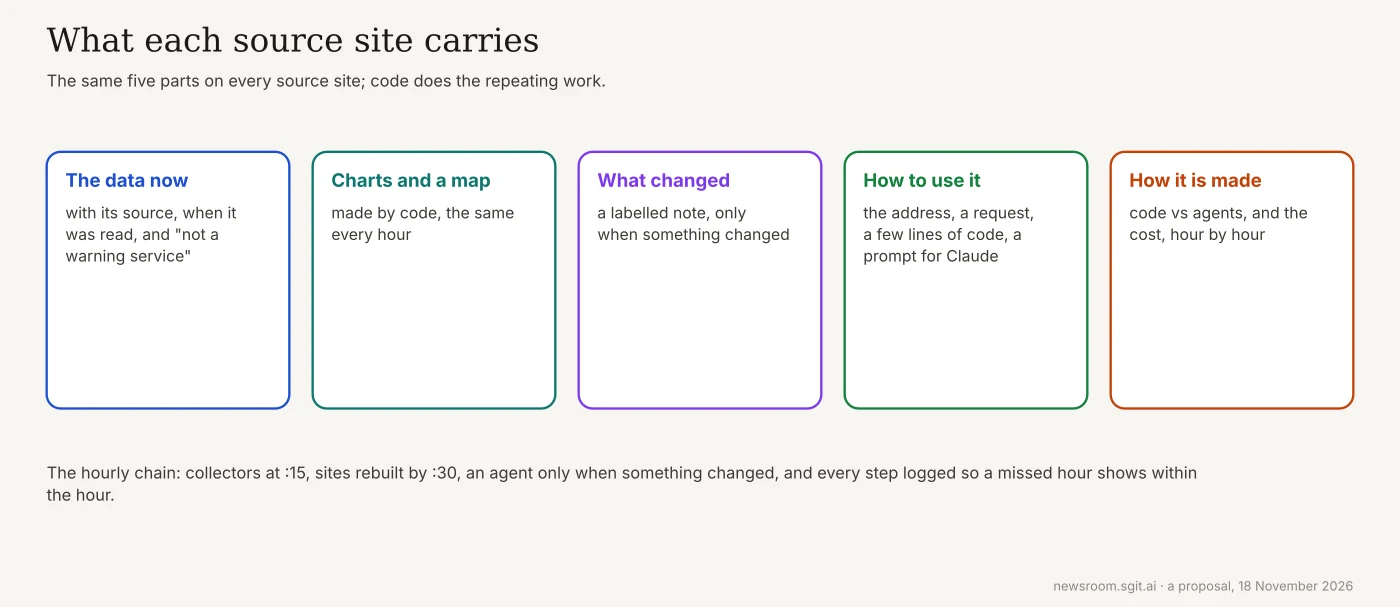 What each source site carries
The same five parts on every source site; code does the repeating work.
The data now
with its source, when it
was read, and "not a
warning service"
Charts and a map
made by code, the same
every hour
What changed
a labelled note, only
when something changed
How to use it
the address, a request,
a few lines of code, a
prompt for Claude
How it is made
code vs agents, and the
cost, hour by hour
The hourly chain: collectors at :15, sites rebuilt by :30, an agent only when something changed, and every step logged so a missed hour shows within
the hour.
newsroom.sgit.ai · a proposal, 18 November 2026